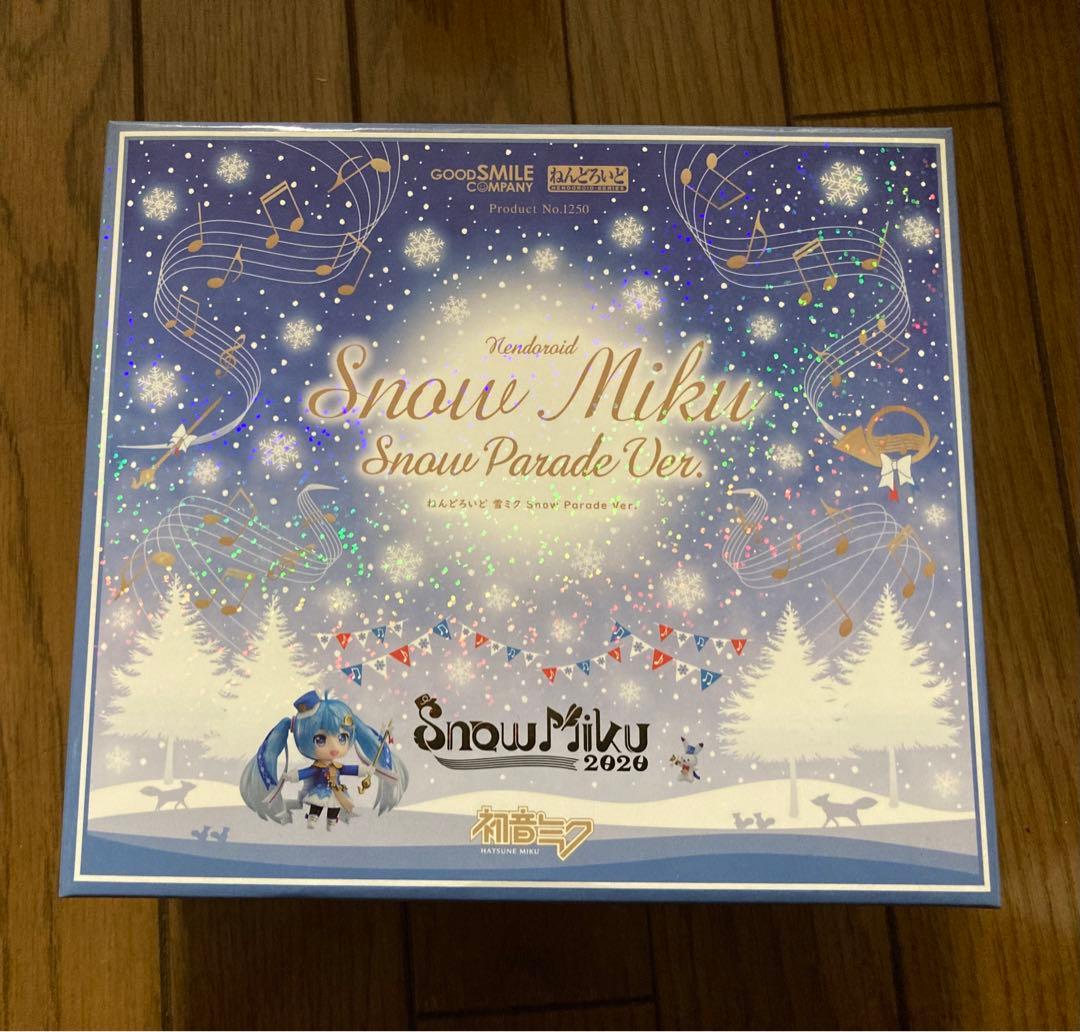 GOOD SMILE COMPANY
ねんどろいど
NENDOROID SERIES
Product No.1250
Nendoroid
Snow Miku
Snow Parade Ver.
ねんどろいど 雪ミク Snow Parade Ver.
Snow Miku
2020
初音ミク
HATSUNE MIKU